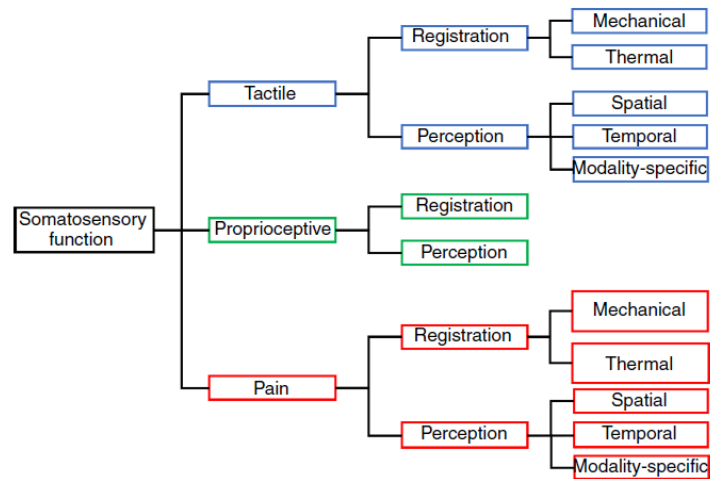 Somatosensory
function
Tactile
Registration
Mechanical
Thermal
Perception
Spatial
Temporal
Modality-specific
Proprioceptive
Registration
Perception
Pain
Registration
Mechanical
Thermal
Perception
Spatial
Temporal
Modality-specific